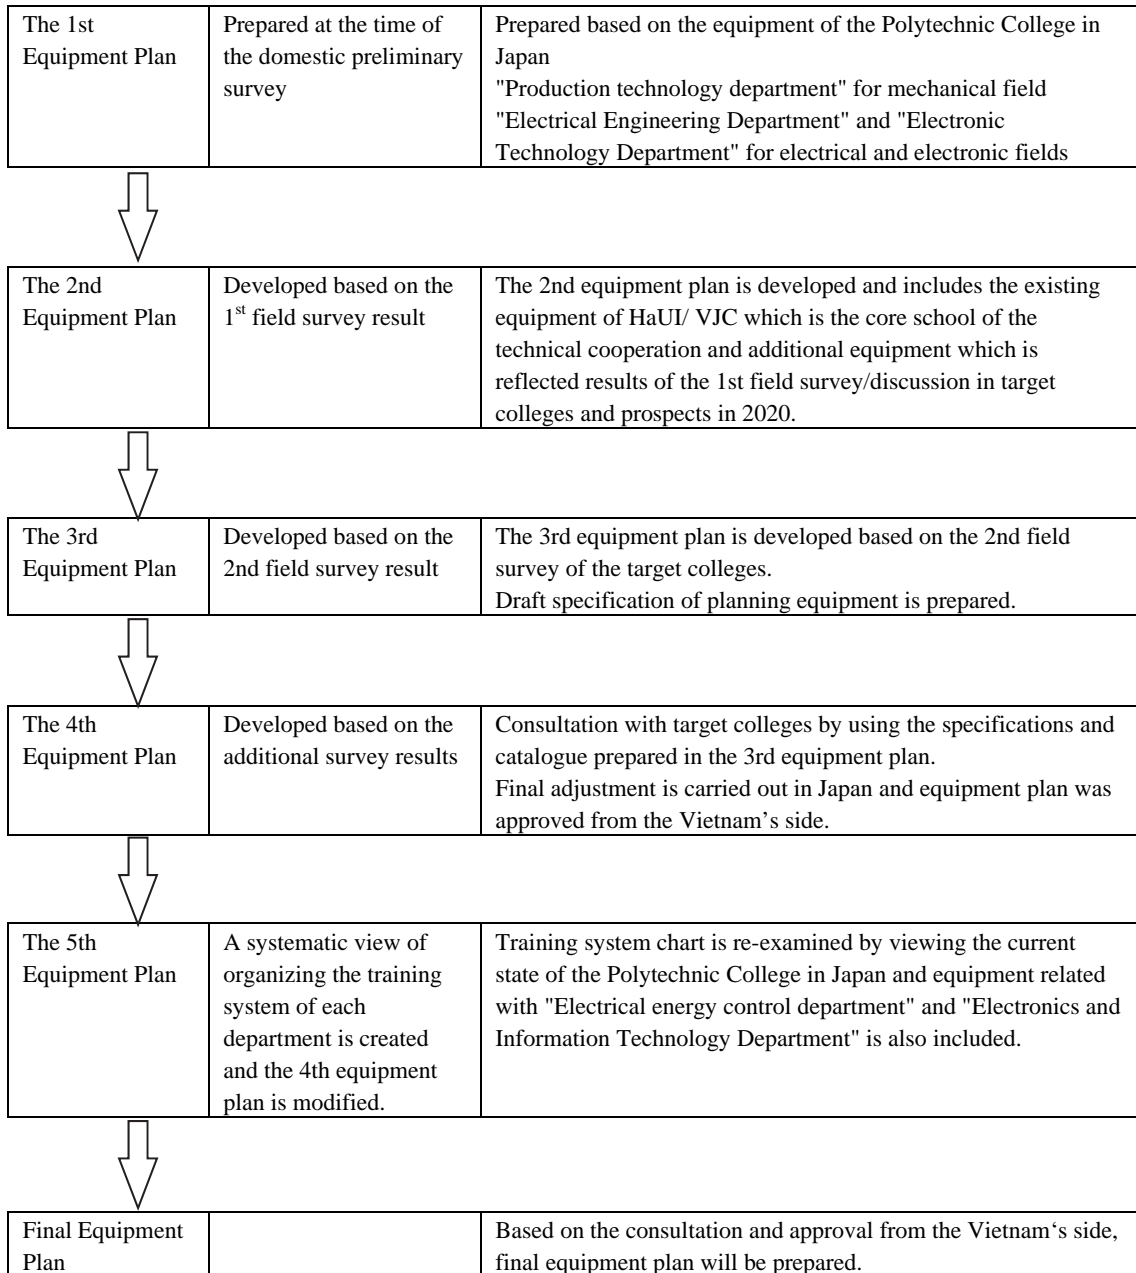 The 1st
Equipment Plan
Prepared at the time of
the domestic preliminary
survey
Prepared based on the equipment of the Polytechnic College in
Japan
"Production technology department" for mechanical field
"Electrical Engineering Department" and "Electronic
Technology Department" for electrical and electronic fields
The 2nd
Equipment Plan
Developed based on the
1st field survey result
The 2nd equipment plan is developed and includes the existing
equipment of HaUI/ VJC which is the core school of the
technical cooperation and additional equipment which is
reflected results of the 1st field survey/discussion in target
colleges and prospects in 2020.
The 3rd
Equipment Plan
Developed based on the
2nd field survey result
The 3rd equipment plan is developed based on the 2nd field
survey of the target colleges.
Draft specification of planning equipment is prepared.
The 4th
Equipment Plan
Developed based on the
additional survey results
Consultation with target colleges by using the specifications and
catalogue prepared in the 3rd equipment plan.
Final adjustment is carried out in Japan and equipment plan was
approved from the Vietnam’s side.
The 5th
Equipment Plan
A systematic view of
organizing the training
system of each
department is created
and the 4th equipment
plan is modified.
Training system chart is re-examined by viewing the current
state of the Polytechnic College in Japan and equipment related
with "Electrical energy control department" and "Electronics and
Information Technology Department" is also included.
Final Equipment
Plan
Based on the consultation and approval from the Vietnam‘s side,
final equipment plan will be prepared.